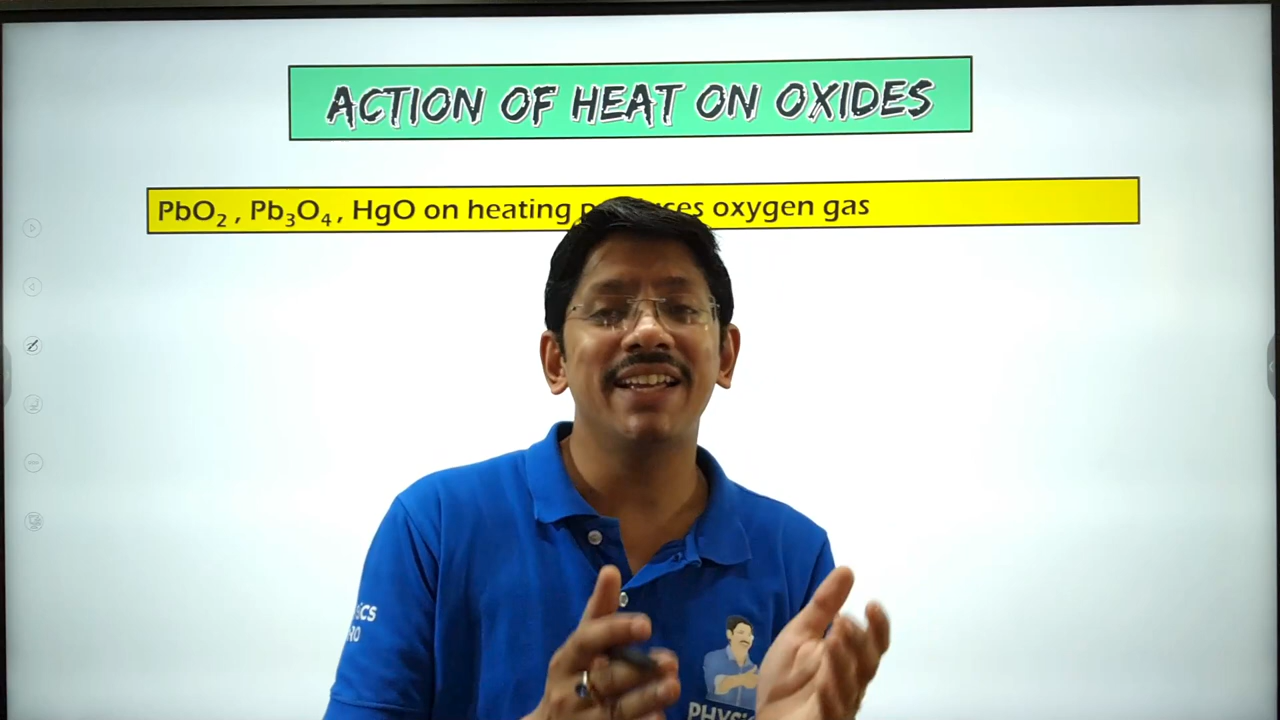 ACTION OF HEAT ON OXIDES
PbO₂ , Pb₃O₄ , HgO on heating oxygen gas